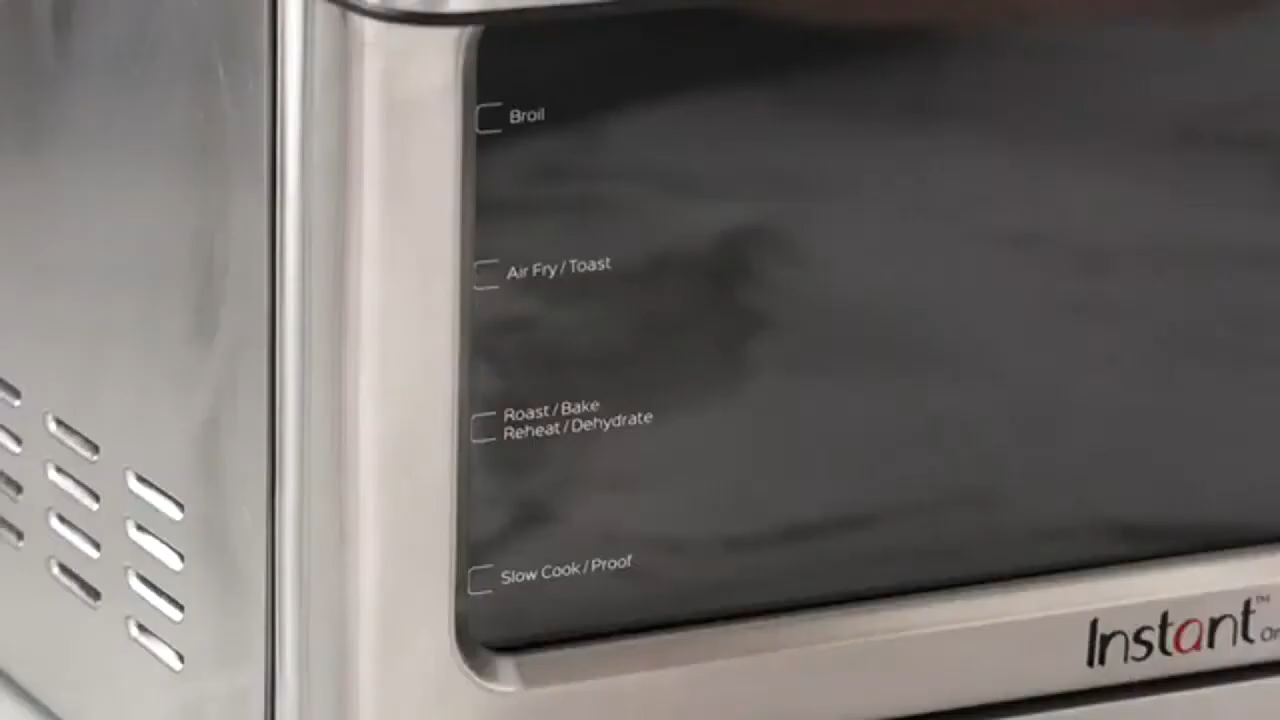 Broil
Air Fry / Toast
Roast / Bake
Reheat / Dehydrate
Slow Cook / Proof
Instant™